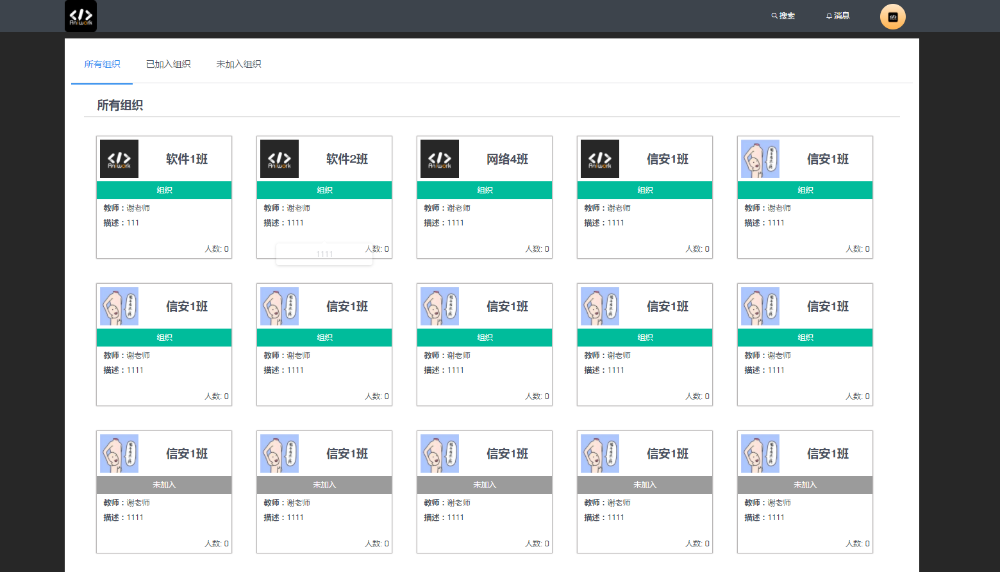 </> Aniwork
搜索 消息
所有组织 已加入组织 未加入组织
所有组织
软件1班 软件2班 网络4班 信安1班 信安1班
组织 组织 组织 组织 组织
教师：谢老师 教师：谢老师 教师：谢老师 教师：谢老师 教师：谢老师
描述：111 描述：1111 描述：1111 描述：1111 描述：1111
人数: 0 人数: 0 人数: 0 人数: 0 人数: 0
1111
信安1班 信安1班 信安1班 信安1班 信安1班
组织 组织 组织 组织 组织
教师：谢老师 教师：谢老师 教师：谢老师 教师：谢老师 教师：谢老师
描述：1111 描述：1111 描述：1111 描述：1111 描述：1111
人数: 0 人数: 0 人数: 0 人数: 0 人数: 0
信安1班 信安1班 信安1班 信安1班 信安1班
未加入 未加入 未加入 未加入 未加入
教师：谢老师 教师：谢老师 教师：谢老师 教师：谢老师 教师：谢老师
描述：1111 描述：1111 描述：1111 描述：1111 描述：1111
人数: 0 人数: 0 人数: 0 人数: 0 人数: 0